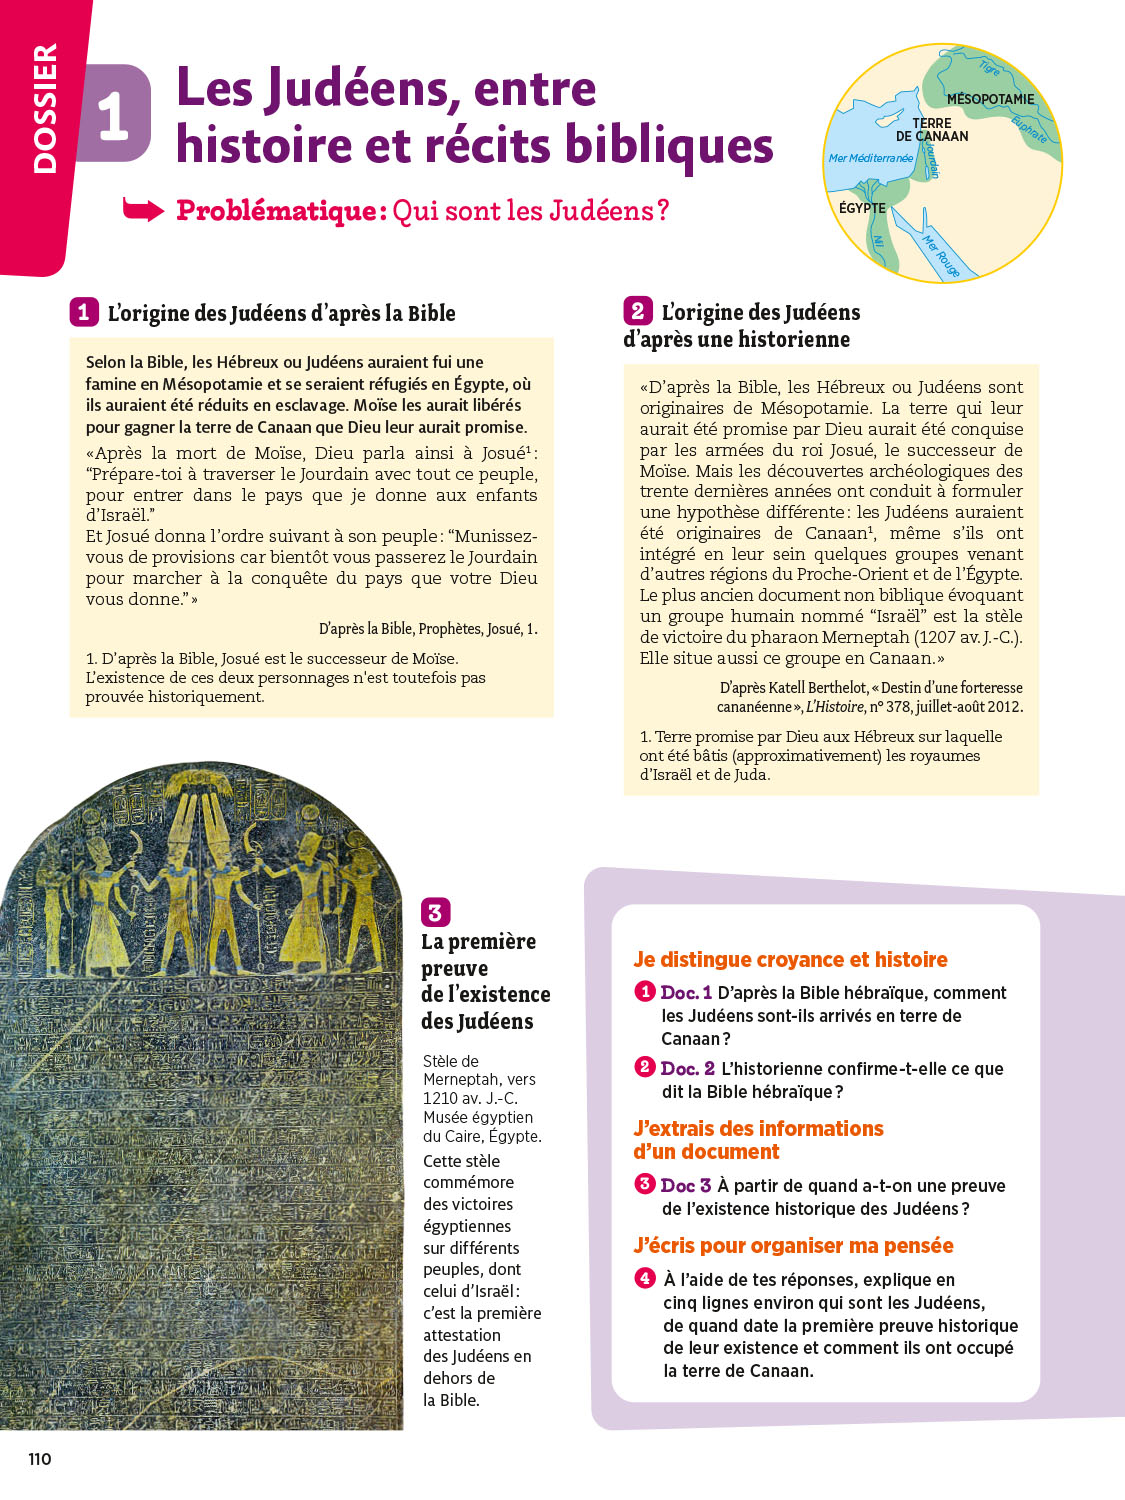 DOSSIER
1
Les Judéens, entre
histoire et récits bibliques
Problématique : Qui sont les Judéens ?
Tigre
MÉSOPOTAMIE
Euphrate
TERRE
DE CANAAN
Mer Méditerranée
Jourdain
ÉGYPTE
Nil
Mer Rouge
1 L’origine des Judéens d’après la Bible
Selon la Bible, les Hébreux ou Judéens auraient fui une
famine en Mésopotamie et se seraient réfugiés en Égypte, où
ils auraient été réduits en esclavage. Moïse les aurait libérés
pour gagner la terre de Canaan que Dieu leur aurait promise.
« Après la mort de Moïse, Dieu parla ainsi à Josué¹ :
“Prépare-toi à traverser le Jourdain avec tout ce peuple,
pour entrer dans le pays que je donne aux enfants
d’Israël.”
Et Josué donna l’ordre suivant à son peuple : “Munissez-
vous de provisions car bientôt vous passerez le Jourdain
pour marcher à la conquête du pays que votre Dieu
vous donne.” »
D’après la Bible, Prophètes, Josué, 1.
1. D’après la Bible, Josué est le successeur de Moïse.
L’existence de ces deux personnages n'est toutefois pas
prouvée historiquement.
2 L’origine des Judéens
d’après une historienne
« D’après la Bible, les Hébreux ou Judéens sont
originaires de Mésopotamie. La terre qui leur
aurait été promise par Dieu aurait été conquise
par les armées du roi Josué, le successeur de
Moïse. Mais les découvertes archéologiques des
trente dernières années ont conduit à formuler
une hypothèse différente : les Judéens auraient
été originaires de Canaan¹, même s’ils ont
intégré en leur sein quelques groupes venant
d’autres régions du Proche-Orient et de l’Égypte.
Le plus ancien document non biblique évoquant
un groupe humain nommé “Israël” est la stèle
de victoire du pharaon Merneptah (1207 av. J.-C.).
Elle situe aussi ce groupe en Canaan. »
D’après Katell Berthelot, « Destin d’une forteresse
cananéenne », L’Histoire, n° 378, juillet-août 2012.
1. Terre promise par Dieu aux Hébreux sur laquelle
ont été bâtis (approximativement) les royaumes
d’Israël et de Juda.
3
La première
preuve
de l’existence
des Judéens
Stèle de
Merneptah, vers
1210 av. J.-C.
Musée égyptien
du Caire, Égypte.
Cette stèle
commémore
des victoires
égyptiennes
sur différents
peuples, dont
celui d’Israël :
c’est la première
attestation
des Judéens en
dehors de
la Bible.
Je distingue croyance et histoire
1 Doc. 1 D’après la Bible hébraïque, comment
les Judéens sont-ils arrivés en terre de
Canaan ?
2 Doc. 2 L’historienne confirme-t-elle ce que
dit la Bible hébraïque ?
J’extrais des informations
d’un document
3 Doc 3 À partir de quand a-t-on une preuve
de l’existence historique des Judéens ?
J’écris pour organiser ma pensée
4 À l’aide de tes réponses, explique en
cinq lignes environ qui sont les Judéens,
de quand date la première preuve historique
de leur existence et comment ils ont occupé
la terre de Canaan.
110